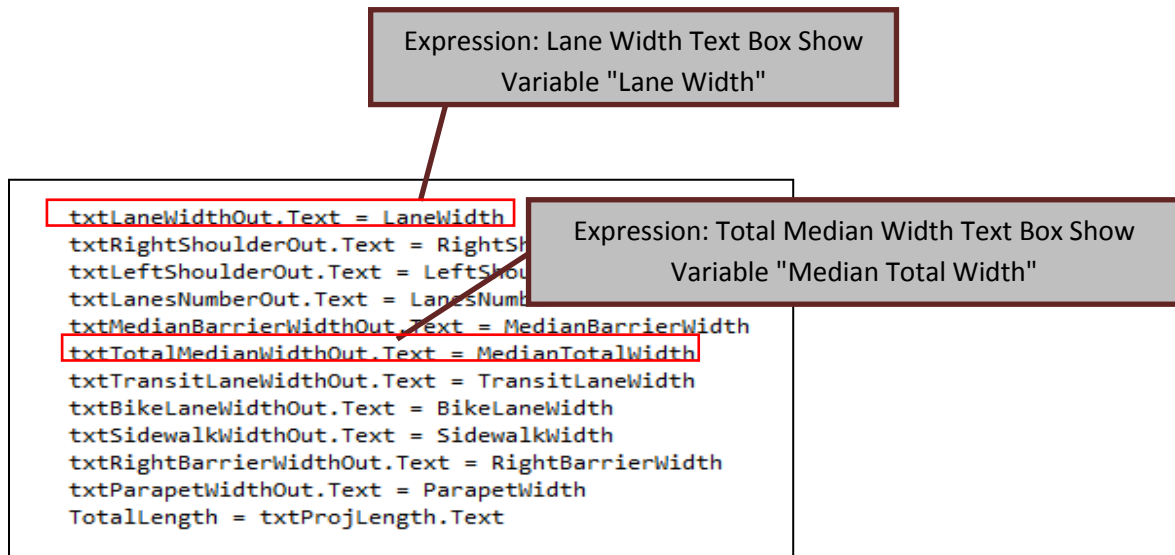 Expression: Lane Width Text Box Show
Variable "Lane Width"
txtLaneWidthOut.Text = LaneWidth
txtRightShoulderOut.Text = RightSh
Expression: Total Median Width Text Box Show
Variable "Median Total Width"
txtLeftShoulderOut.Text = LeftShou
txtLanesNumberOut.Text = LanesNumb
txtMedianBarrierWidthOut.Text = MedianBarrierWidth
txtTotalMedianWidthOut.Text = MedianTotalWidth
txtTransitLaneWidthOut.Text = TransitLaneWidth
txtBikeLaneWidthOut.Text = BikeLaneWidth
txtSidewalkWidthOut.Text = SidewalkWidth
txtRightBarrierWidthOut.Text = RightBarrierWidth
txtParapetWidthOut.Text = ParapetWidth
TotalLength = txtProjLength.Text